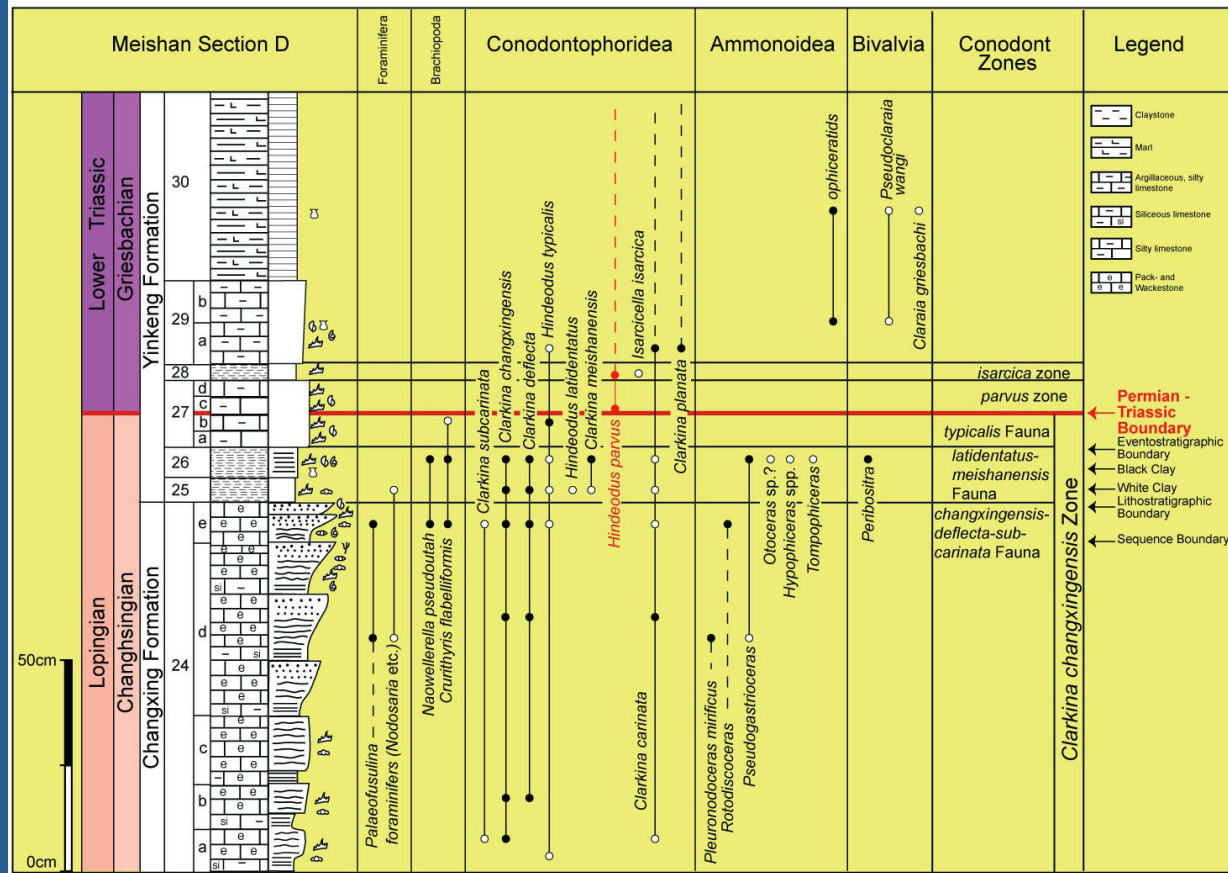 Meishan Section D
Foraminifera
Brachiopoda
Conodontophoridea
Ammonoidea
Bivalvia
Conodont
Zones
Legend
Lower Triassic
Griesbachian
Yinkeng Formation
30
29
b
a
28
27
d
c
b
a
26
25
Lopingian
Changhsingian
Changxing Formation
24
e
d
c
b
a
50cm
0cm
Palaeofusulina
foraminifers (Nodosaria etc.)
Naowellerella pseudoutah
Crurithyris flabelliformis
Clarkina subcarinata
Clarkina changxingensis
Clarkina deflecta
Hindeodus typicalis
Hindeodus latidentatus
Clarkina meishanensis
Hindeodus parvus
Isarcicella isarcica
Clarkina carinata
Clarkina planata
Pleuronodoceras mirificus
Rotodiscoceras
Pseudogastrioceras
Otoceras sp.?
Hypophiceras spp.
Tompophiceras
ophiceratids
Peribositra
Pseudoclaraia
wangi
Claraia griesbachi
isarcica zone
parvus zone
typicalis Fauna
latidentatus-
meishanensis
Fauna
changxingensis-
deflecta-sub-
carinata Fauna
Clarkina changxingensis Zone
Claystone
Marl
Argillaceous, silty
limestone
Siliceous limestone
si
Silty limestone
Pack- and
Wackestone
e e
e e
Permian -
Triassic
Boundary
Eventostratigraphic
Boundary
Black Clay
White Clay
Lithostratigraphic
Boundary
Sequence Boundary